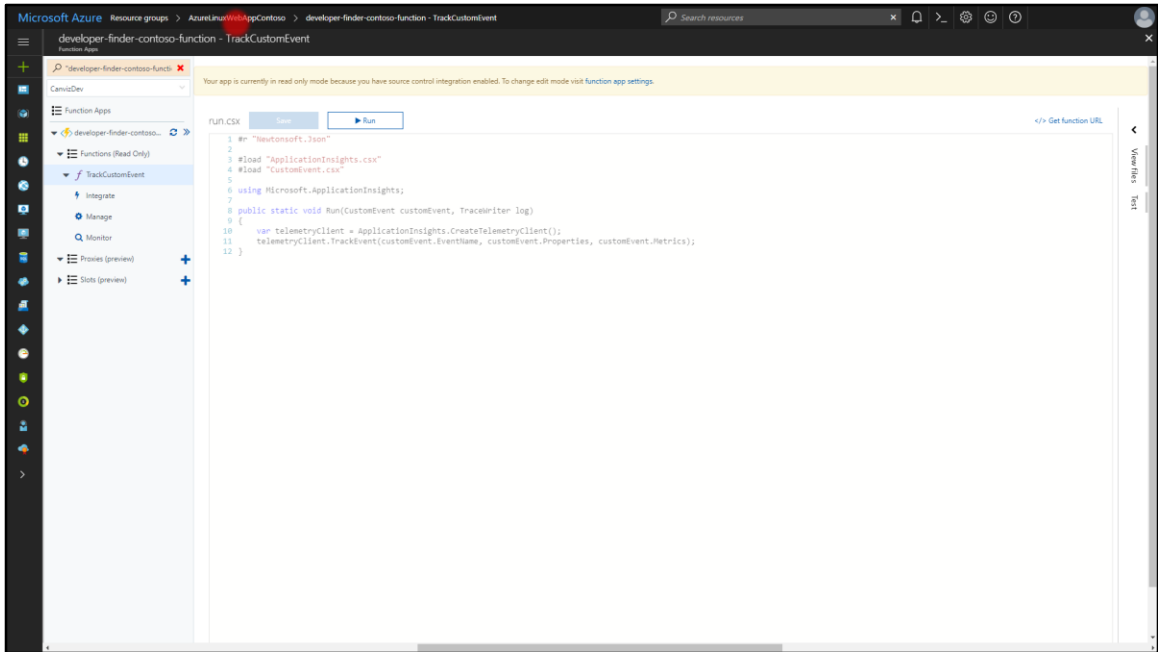 Microsoft Azure Resource groups > AzureLinuxWebAppContoso > developer-finder-contoso-function - TrackCustomEvent
Search resources
developer-finder-contoso-function - TrackCustomEvent
Function Apps
"developer-finder-contoso-functi
CanvizDev
Function Apps
developer-finder-contoso...
Functions (Read Only)
TrackCustomEvent
Integrate
Manage
Monitor
Proxies (preview)
Slots (preview)
Your app is currently in read only mode because you have source control integration enabled. To change edit mode visit function app settings.
run.csx Save Run </> Get function URL
1 #r "Newtonsoft.Json"
2
3 #load "ApplicationInsights.csx"
4 #load "CustomEvent.csx"
5
6 using Microsoft.ApplicationInsights;
7
8 public static void Run(CustomEvent customEvent, TraceWriter log)
9 {
10 var telemetryClient = ApplicationInsights.CreateTelemetryClient();
11 telemetryClient.TrackEvent(customEvent.EventName, customEvent.Properties, customEvent.Metrics);
12 }
View files
Test